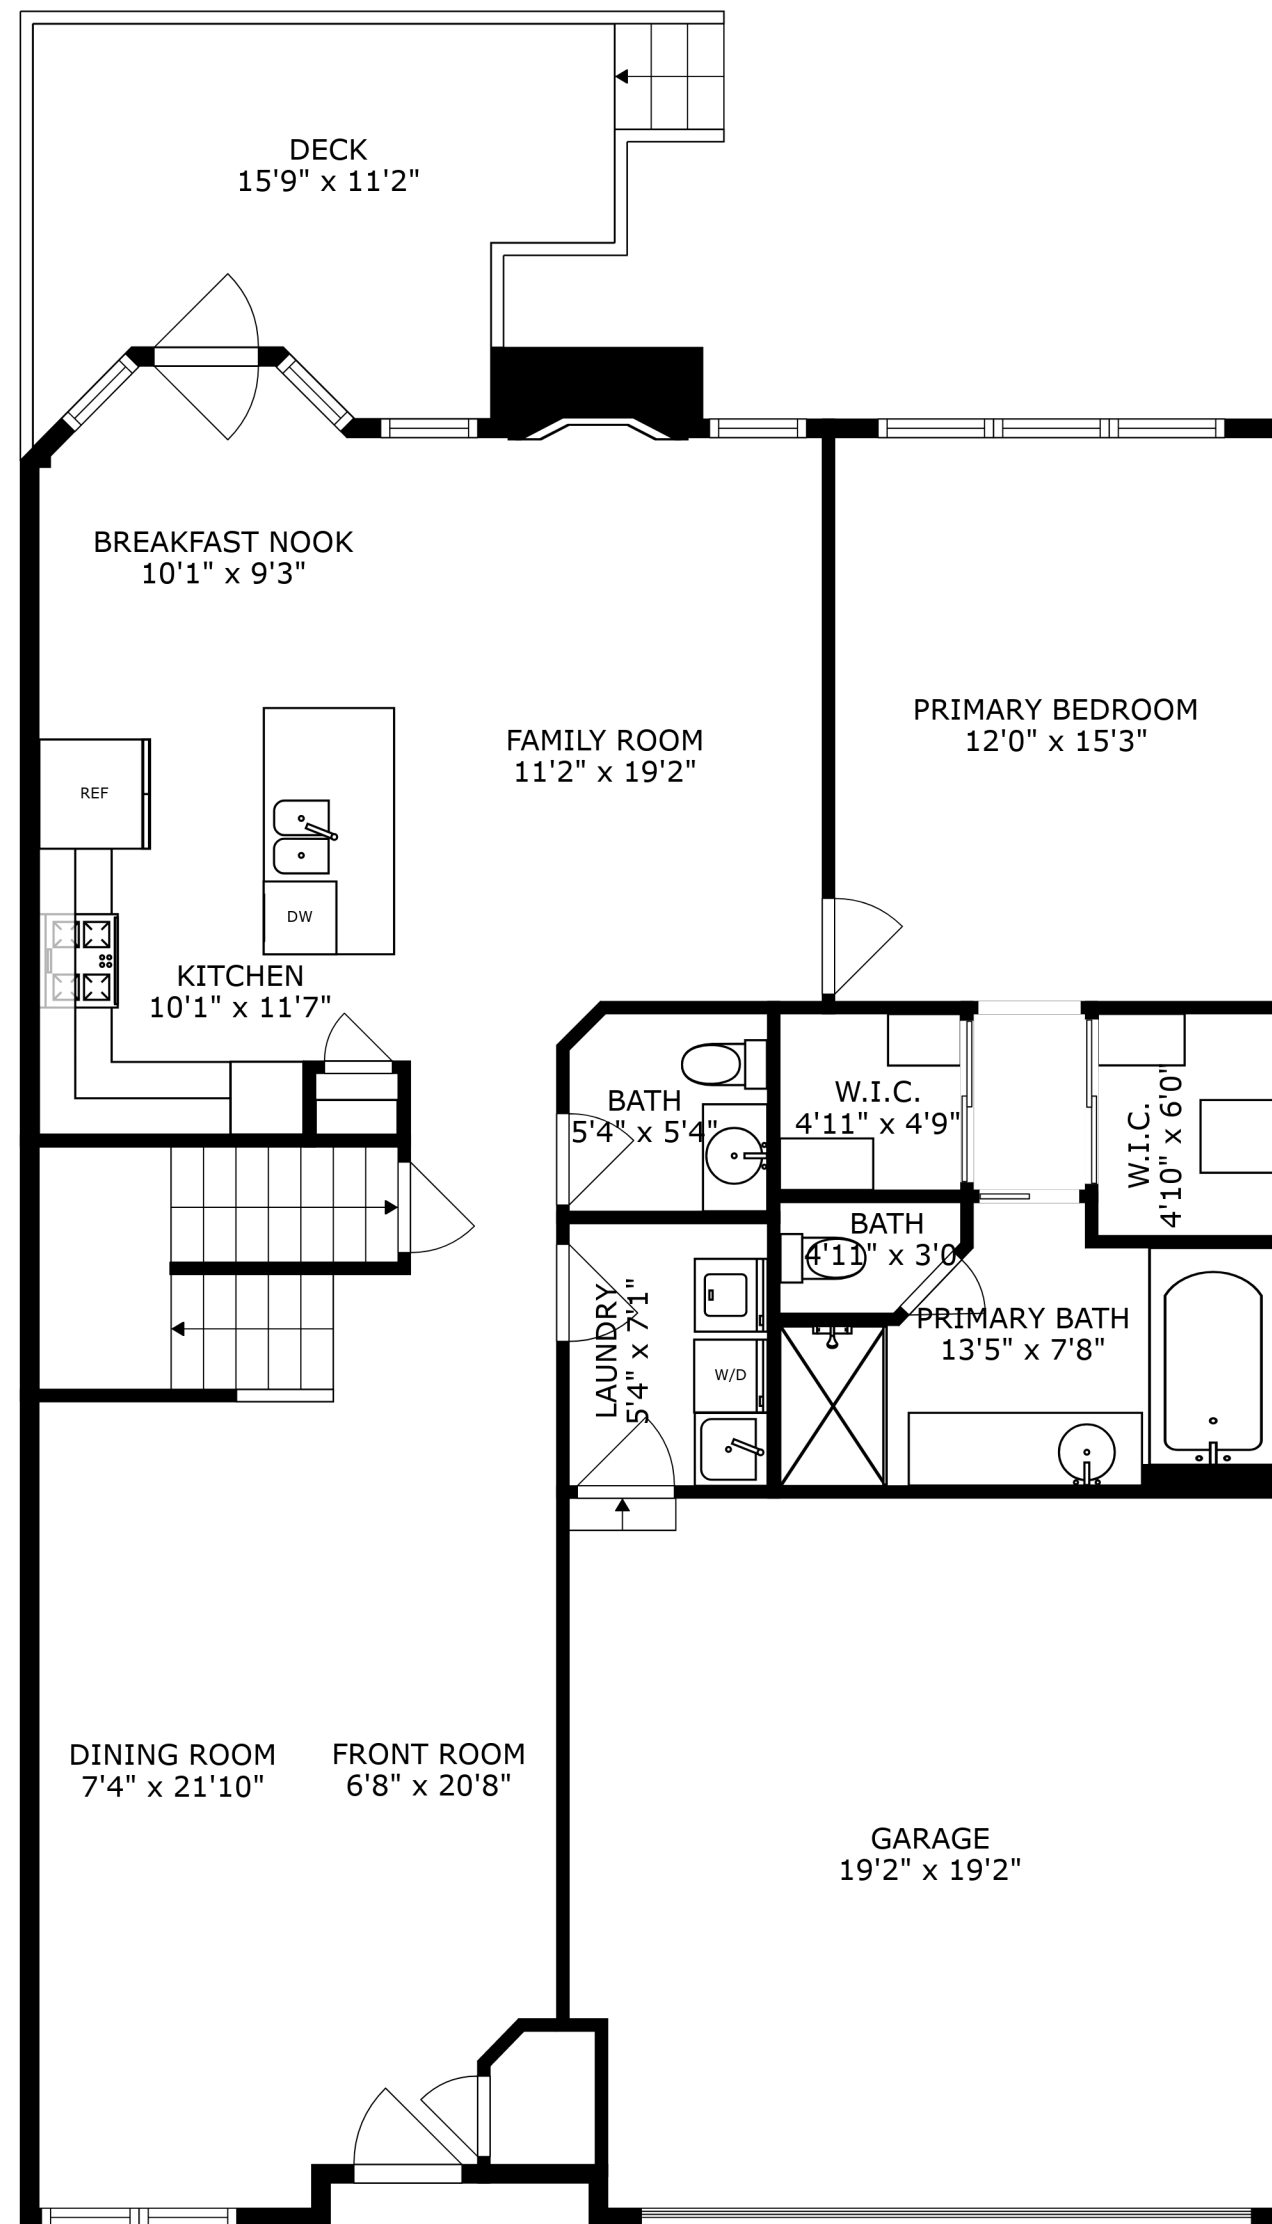 DECK
15'9" x 11'2"
BREAKFAST NOOK
10'1" x 9'3"
PRIMARY BEDROOM
12'0" x 15'3"
FAMILY ROOM
11'2" x 19'2"
REF
DW
KITCHEN
10'1" x 11'7"
BATH
5'4" x 5'4"
W.I.C.
4'11" x 4'9"
W.I.C.
4'10" x 6'0"
BATH
4'11" x 3'0
LAUNDRY
5'4" x 7'1"
W/D
PRIMARY BATH
13'5" x 7'8"
DINING ROOM
7'4" x 21'10"
FRONT ROOM
6'8" x 20'8"
GARAGE
19'2" x 19'2"